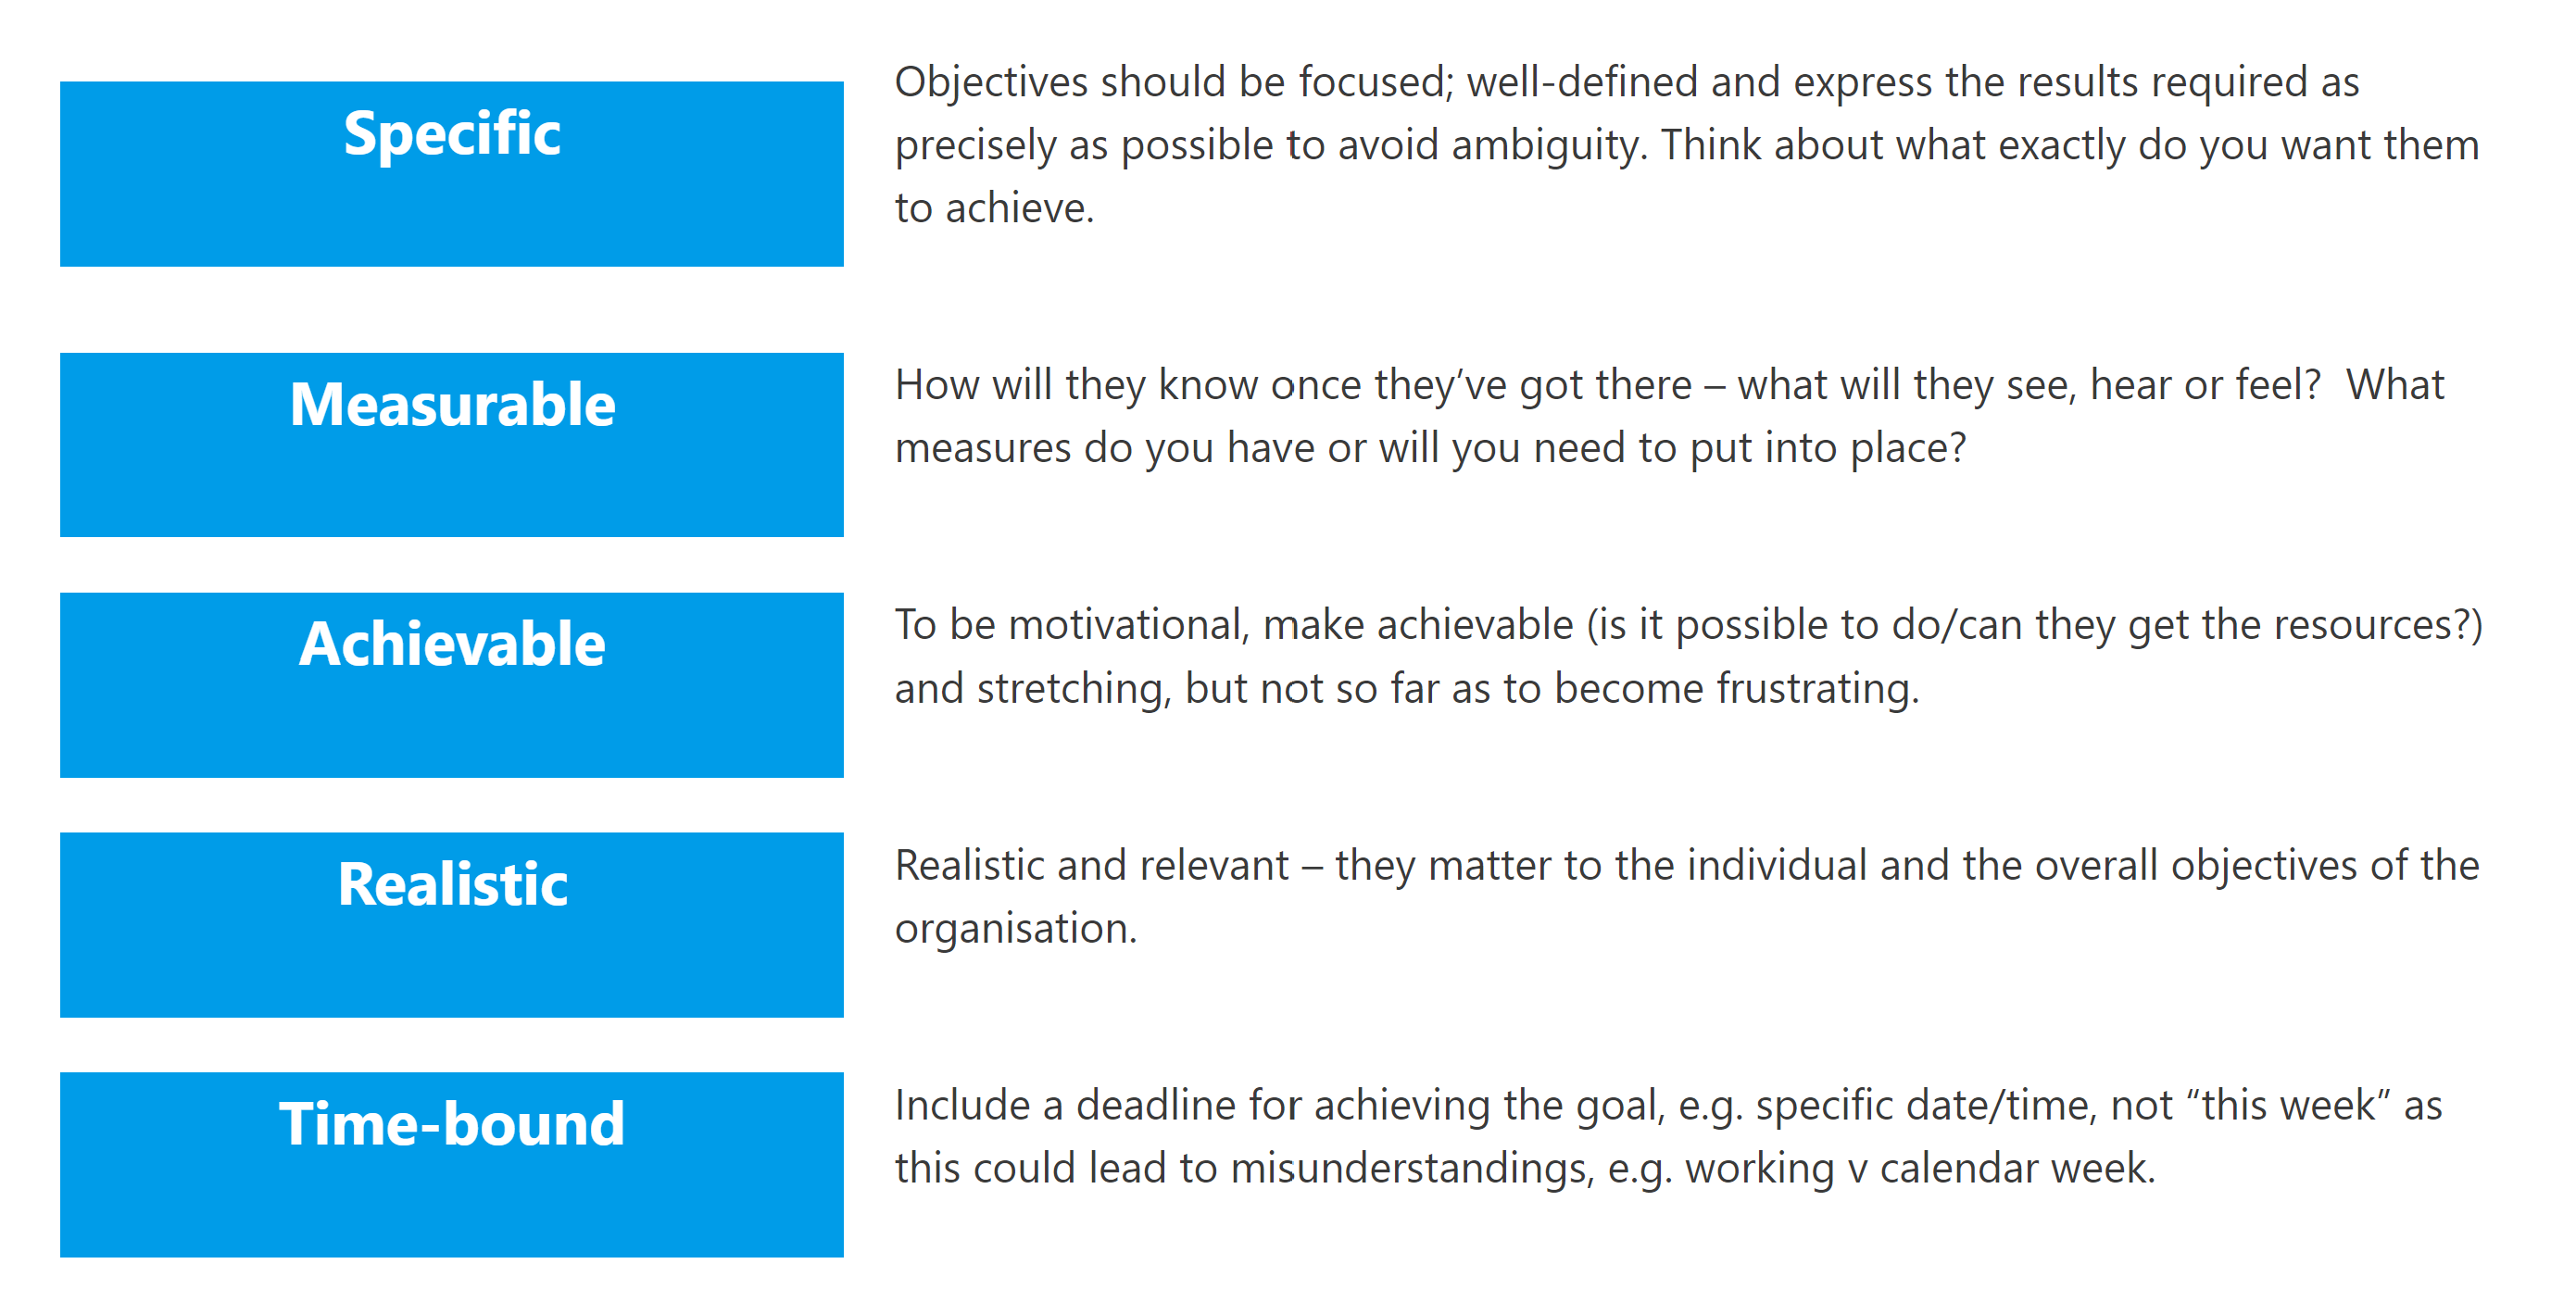 Specific
Objectives should be focused; well-defined and express the results required as
precisely as possible to avoid ambiguity. Think about what exactly do you want them
to achieve.
Measurable
How will they know once they’ve got there – what will they see, hear or feel?  What
measures do you have or will you need to put into place?
Achievable
To be motivational, make achievable (is it possible to do/can they get the resources?)
and stretching, but not so far as to become frustrating.
Realistic
Realistic and relevant – they matter to the individual and the overall objectives of the
organisation.
Time-bound
Include a deadline for achieving the goal, e.g. specific date/time, not “this week” as
this could lead to misunderstandings, e.g. working v calendar week.